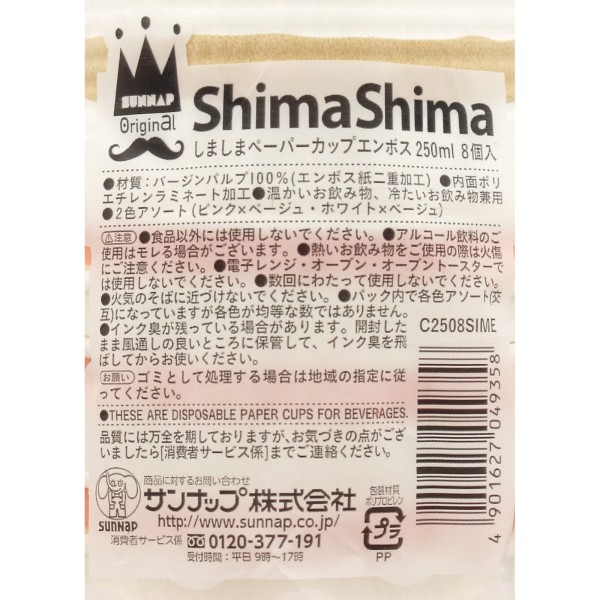 SUNNAP
Original
ShimaShima
しましまペーパーカップエンボス 250ml 8個入
●材質：バージンパルプ100%(エンボス紙二重加工)●内面ポリ
エチレンラミネート加工●温かいお飲み物、冷たいお飲み物兼用
●2色アソート(ピンク×ベージュ・ホワイト×ベージュ)
⚠注意 ●食品以外には使用しないでください。●アルコール飲料のご
使用はモレる場合がございます。●熱いお飲み物をご使用の際は火傷
にご注意ください。●電子レンジ・オーブン・オーブントースターで
は使用しないでください。●数回にわたって使用しないでください。
●火気のそばに近づけないでください。●パック内で各色アソート(交
互)になっていますが各色が均等な数ではありません。
●インク臭が残っている場合があります。開封した
まま風通しの良いところに保管して、インク臭を飛
ばしてからお使いください。
お願い ゴミとして処理する場合は地域の指定に従
ってください。
●THESE ARE DISPOSABLE PAPER CUPS FOR BEVERAGES.
品質には万全を期しておりますが、お気づきの点がござ
いましたら[消費者サービス係]までご連絡ください。
C2508SIME
4 901627 049358
商品に対するお問い合わせ
サンナップ株式会社
http://www.sunnap.co.jp/
SUNNAP
消費者サービス係 0120-377-191
受付時間：平日 9時～17時
包装材質
ポリプロピレン
プラ
PP